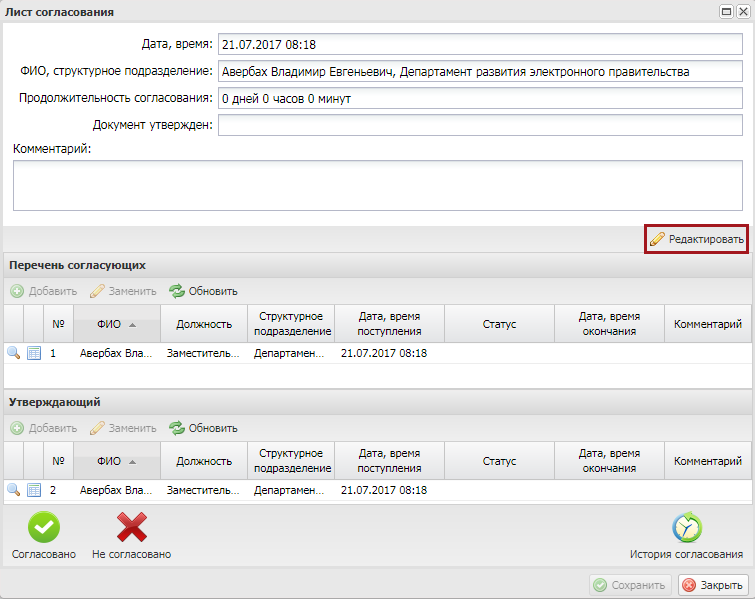 Лист согласования
Дата, время: 21.07.2017 08:18
ФИО, структурное подразделение: Авербах Владимир Евгеньевич, Департамент развития электронного правительства
Продолжительность согласования: 0 дней 0 часов 0 минут
Документ утвержден:
Комментарий:
Редактировать
Перечень согласующих
Добавить Заменить Обновить
№ ФИО Должность Структурное подразделение Дата, время поступления Статус Дата, время окончания Комментарий
1 Авербах Вла... Заместитель... Департамен... 21.07.2017 08:18
Утверждающий
Добавить Заменить Обновить
№ ФИО Должность Структурное подразделение Дата, время поступления Статус Дата, время окончания Комментарий
2 Авербах Вла... Заместитель... Департамен... 21.07.2017 08:18
Согласовано Не согласовано История согласования
Сохранить Закрыть